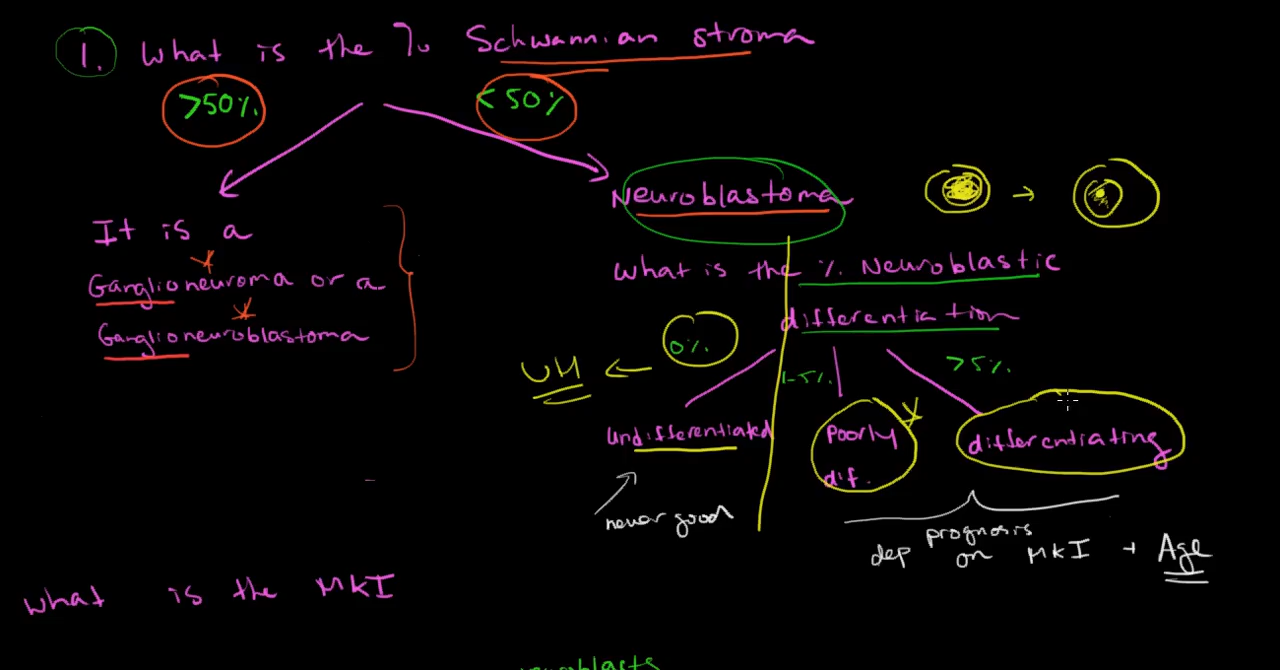 1. What is the % Schwannian stroma
>50%.
<50%
It is a
Ganglioneuroma or a
Ganglioneuroblastoma
Neuroblastoma
What is the % Neuroblastic
differentiation
UH
0%.
1-5%.
>5%.
Undifferentiated
Poorly
dif.
differentiating
never good
prognosis
dep on MKI + Age
What is the MKI